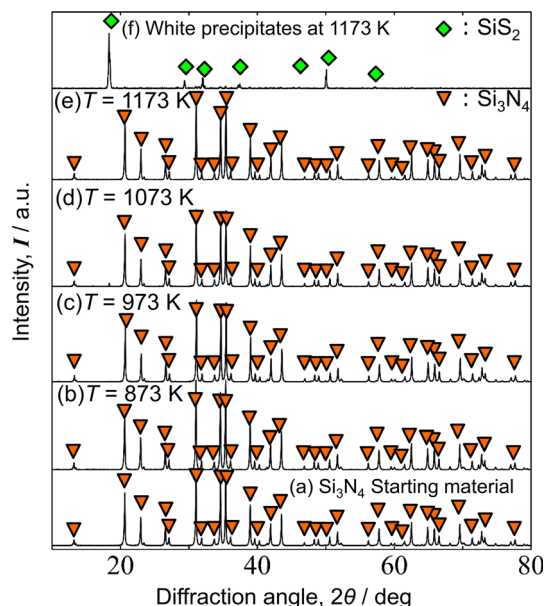 (f) White precipitates at 1173 K
: SiS₂
(e) T = 1173 K
: Si₃N₄
(d) T = 1073 K
(c) T = 973 K
(b) T = 873 K
(a) Si₃N₄ Starting material
Intensity, I / a.u.
20 40 60 80
Diffraction angle, 2θ / deg